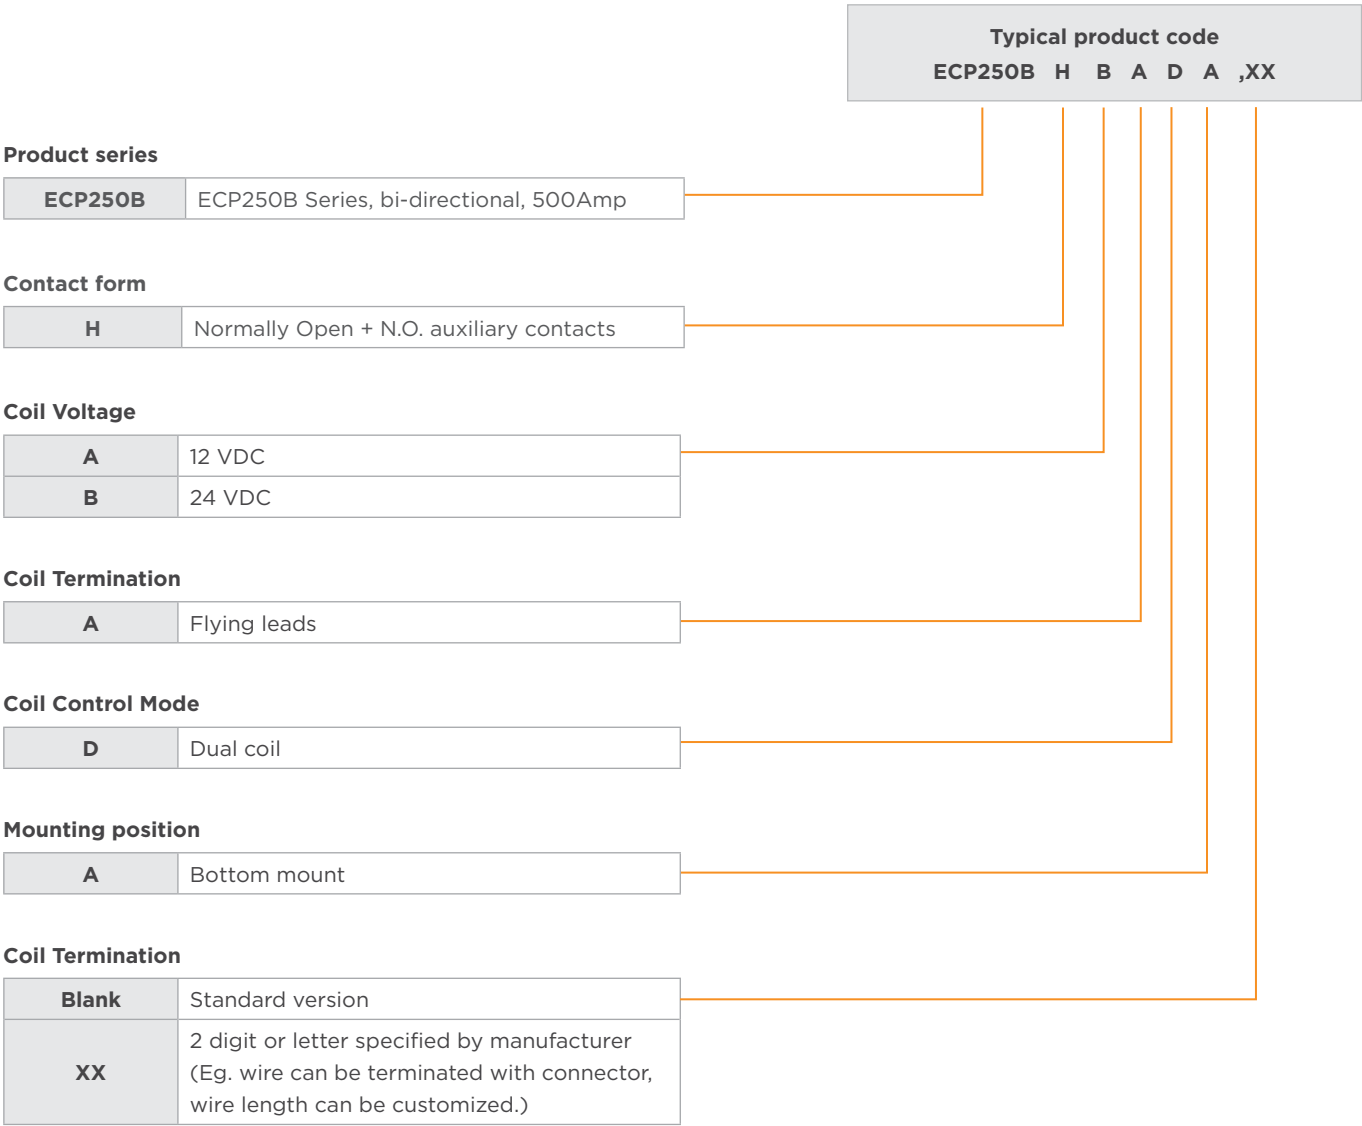 Typical product code
ECP250B H B A D A ,XX
Product series
ECP250B ECP250B Series, bi-directional, 500Amp
Contact form
H Normally Open + N.O. auxiliary contacts
Coil Voltage
A 12 VDC
B 24 VDC
Coil Termination
A Flying leads
Coil Control Mode
D Dual coil
Mounting position
A Bottom mount
Coil Termination
Blank Standard version
XX 2 digit or letter specified by manufacturer
(Eg. wire can be terminated with connector,
wire length can be customized.)